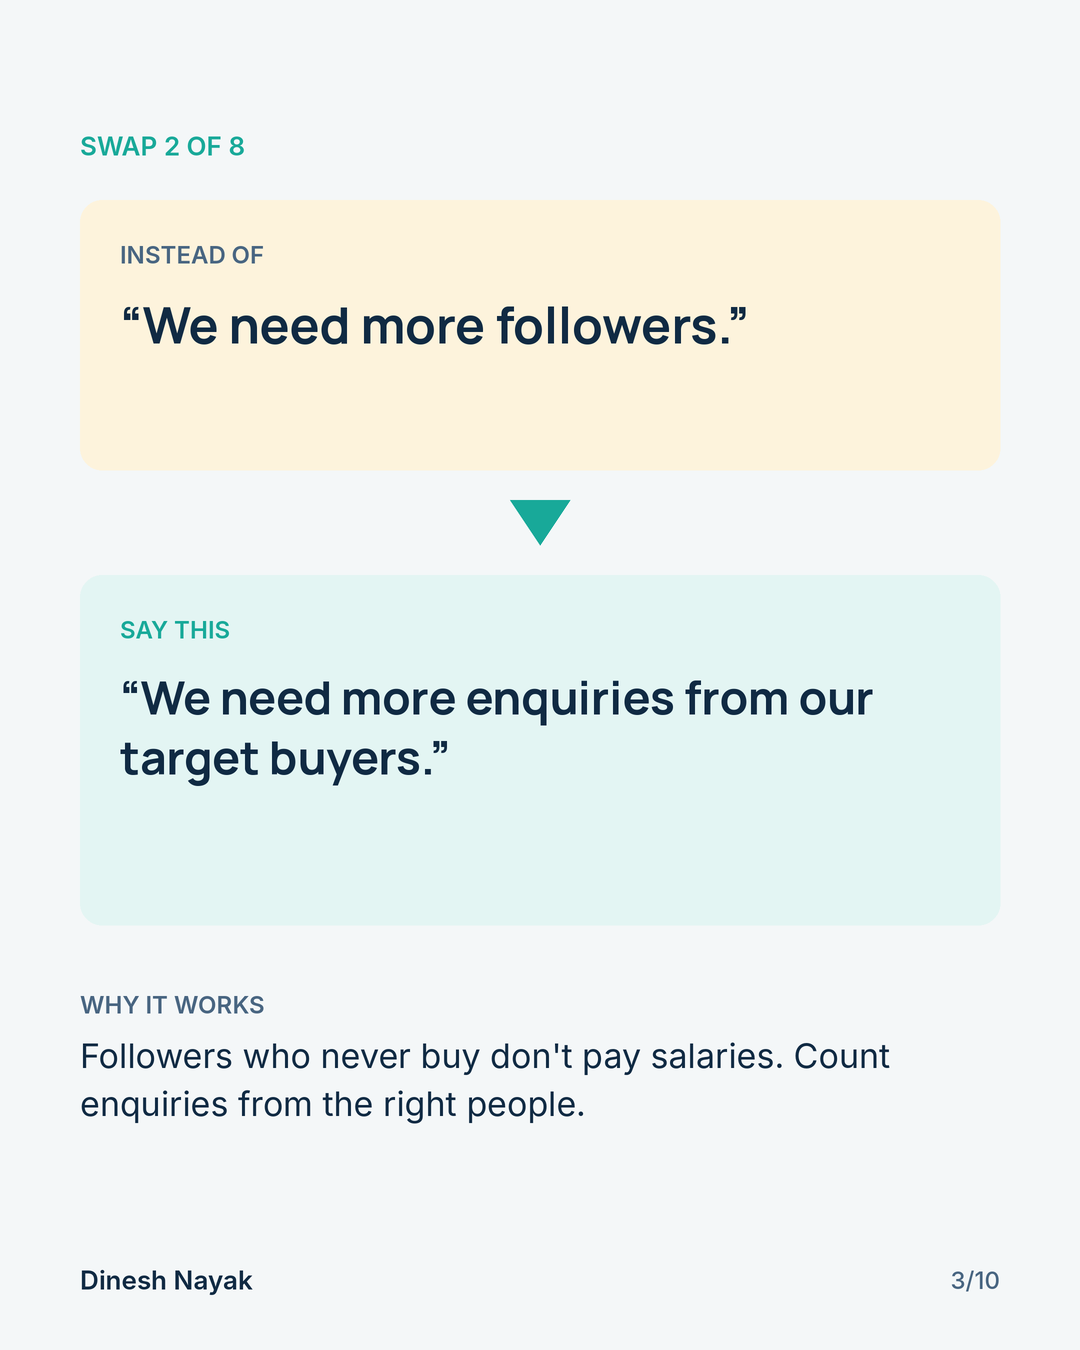 SWAP 2 OF 8
INSTEAD OF
“We need more followers.”
SAY THIS
“We need more enquiries from our
target buyers.”
WHY IT WORKS
Followers who never buy don't pay salaries. Count
enquiries from the right people.
Dinesh Nayak
3/10